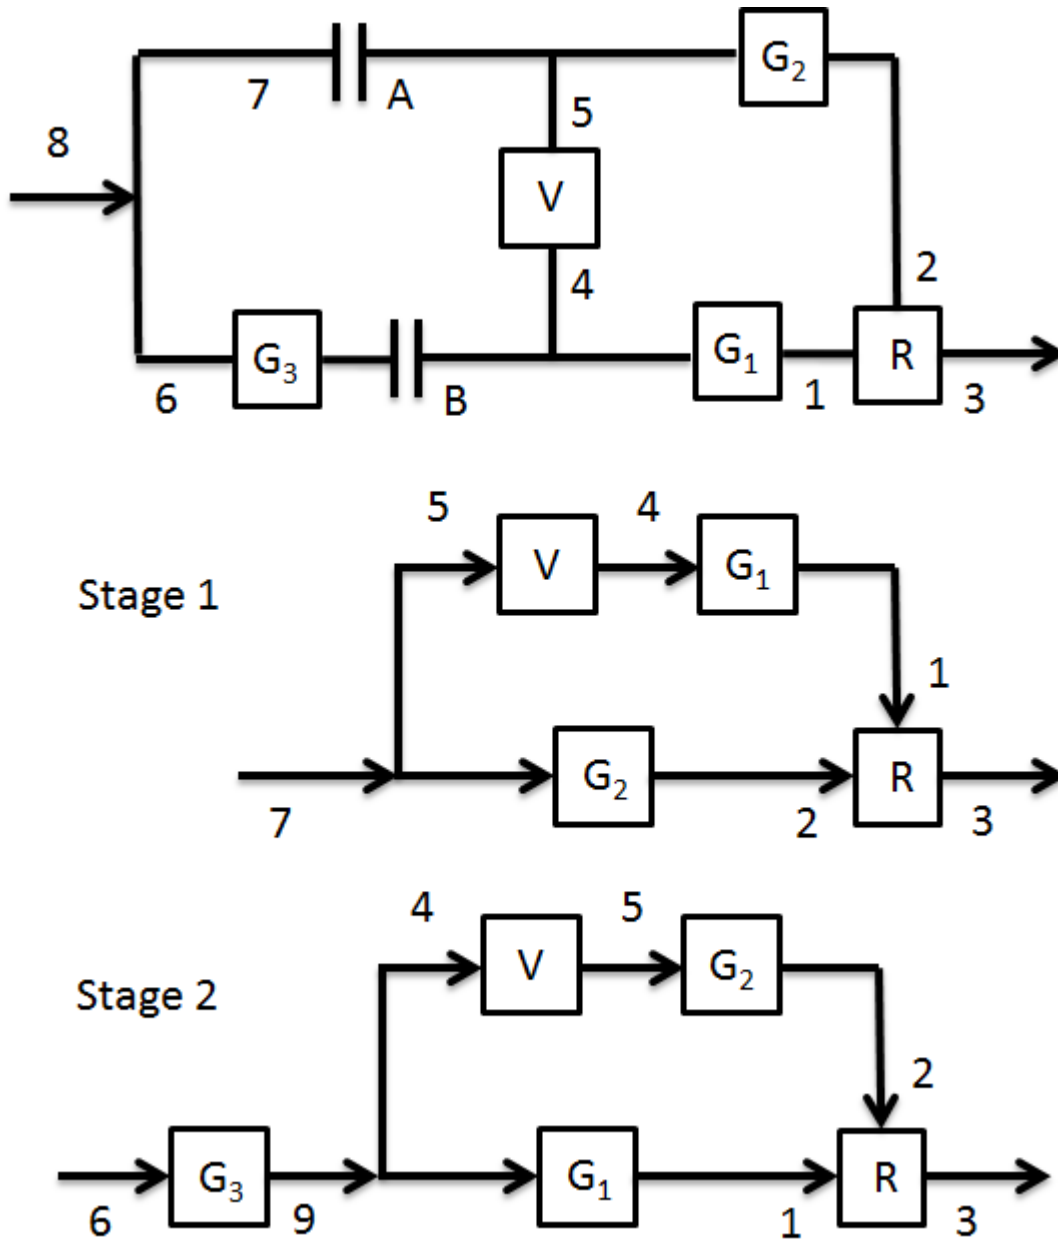 7 A 5 G₂
8 V
4 2
6 G₃ B G₁ 1 R 3
5 V 4 G₁
Stage 1
1
7 G₂ 2 R 3
4 V 5 G₂
Stage 2
2
6 G₃ 9 G₁ 1 R 3